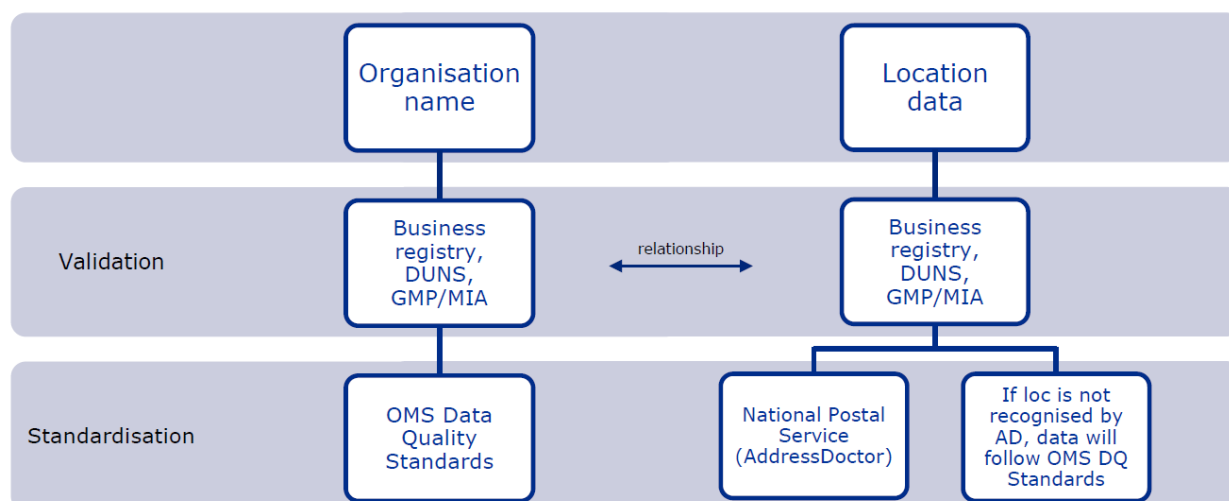 Organisation
name
Location
data
Validation
Business
registry,
DUNS,
GMP/MIA
relationship
Business
registry,
DUNS,
GMP/MIA
Standardisation
OMS Data
Quality
Standards
National Postal
Service
(AddressDoctor)
If loc is not
recognised by
AD, data will
follow OMS DQ
Standards